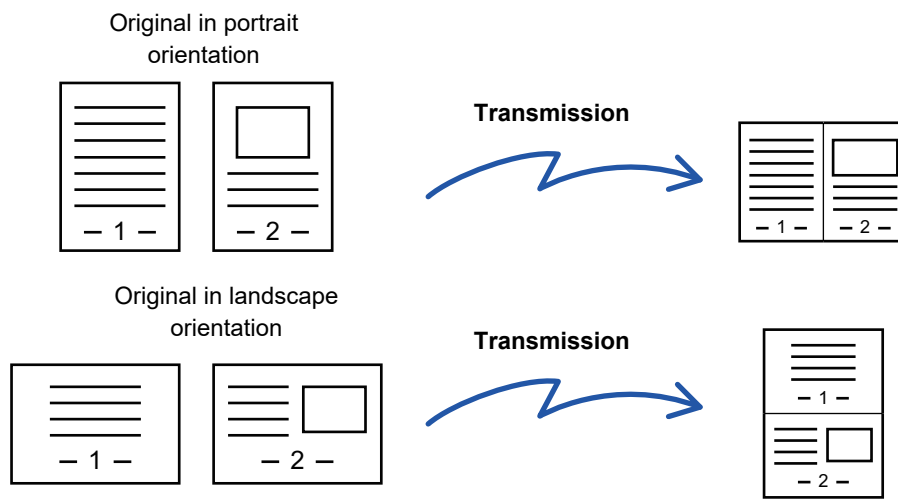 Original in portrait
orientation
Transmission
– 1 –
– 2 –
– 1 –
– 2 –
Original in landscape
orientation
Transmission
– 1 –
– 2 –
– 1 –
– 2 –